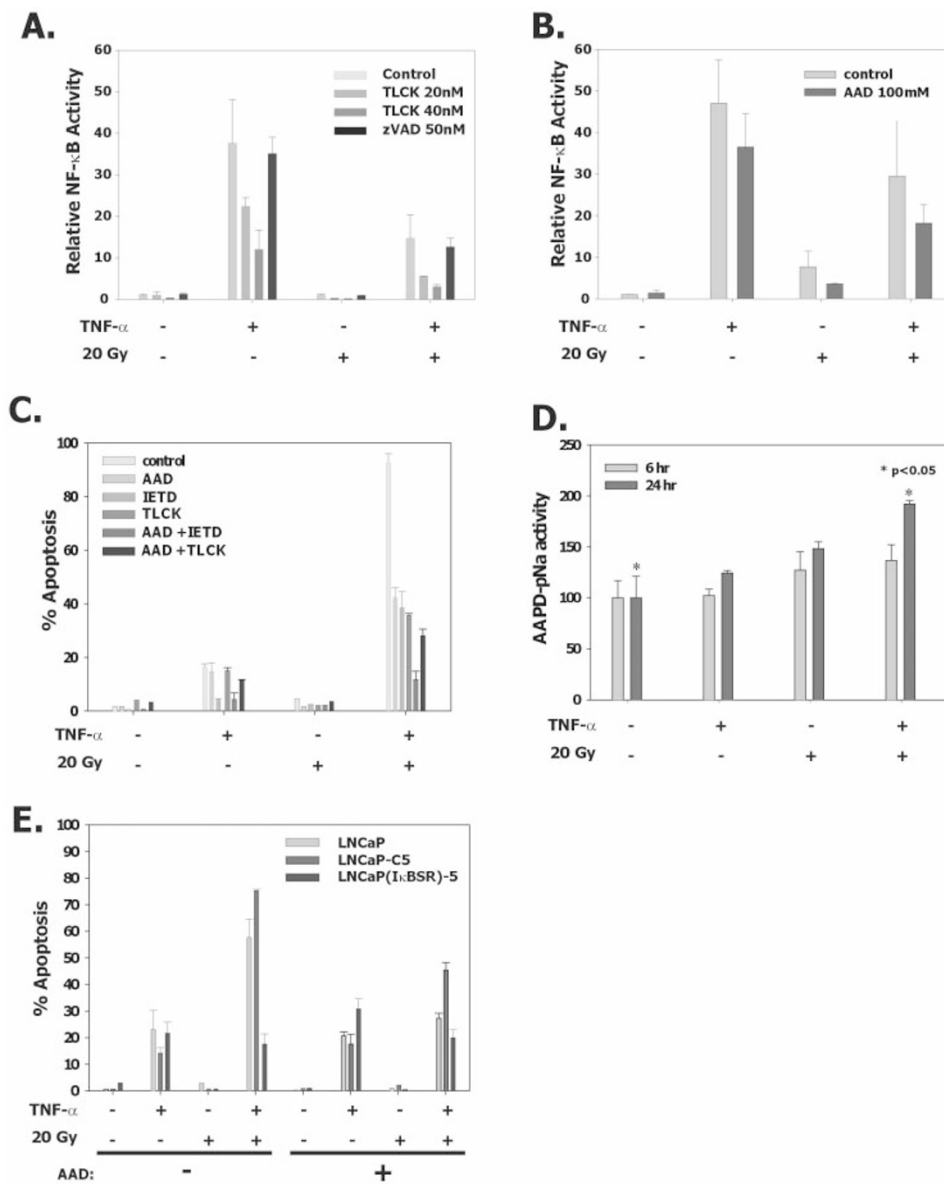 A.
Relative NF-κB Activity
60
50
40
30
20
10
0
Control
TLCK 20nM
TLCK 40nM
zVAD 50nM
TNF-α - + - +
20 Gy - - + +
B.
Relative NF-κB Activity
60
50
40
30
20
10
0
control
AAD 100mM
TNF-α - + - +
20 Gy - - + +
C.
% Apoptosis
100
80
60
40
20
0
control
AAD
IETD
TLCK
AAD +IETD
AAD +TLCK
TNF-α - + - +
20 Gy - - + +
D.
AAPD-pNa activity
250
200
150
100
50
0
6 hr
24 hr
* p<0.05
*
*
TNF-α - + - +
20 Gy - - + +
E.
% Apoptosis
100
90
80
70
60
50
40
30
20
10
0
LNCaP
LNCaP-C5
LNCaP(IκBSR)-5
TNF-α - + - + - + - +
20 Gy - - + + - - + +
AAD: - +